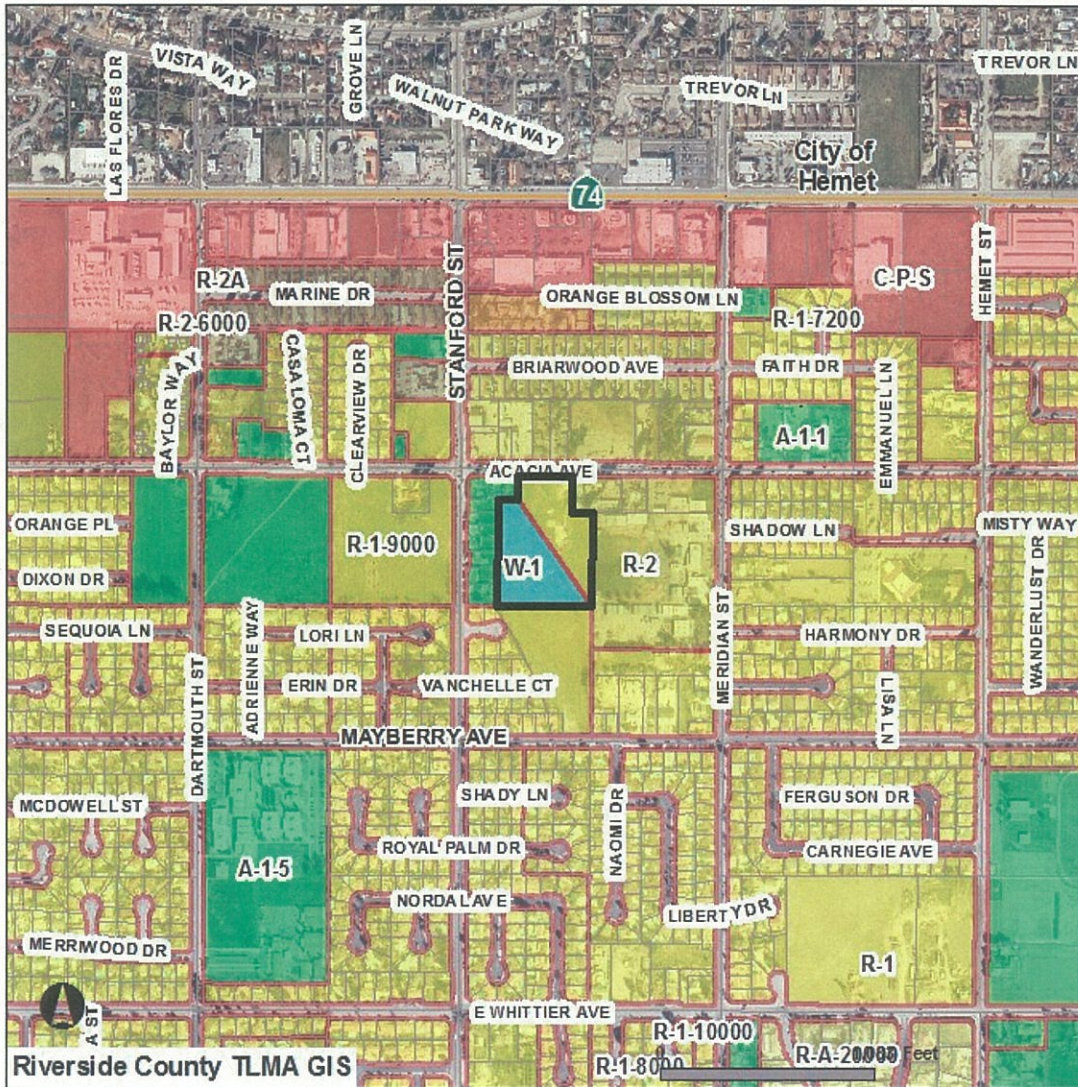 LAS FLORES DR
VISTA WAY
GROVE LN
WALNUT PARK WAY
TREVOR LN
TREVOR LN
City of
Hemet
74
R-2A
MARINE DR
STANFORD ST
ORANGE BLOSSOM LN
C-P-S
HEMET ST
R-2-6000
R-1-7200
BAYLOR WAY
CASA LOMA CT
CLEARVIEW DR
BRIARWOOD AVE
FAITH DR
EMMANUEL LN
A-1-1
ACACIA AVE
ORANGE PL
R-1-9000
SHADOW LN
MISTY WAY
DIXON DR
W-1
R-2
WANDERLUST DR
SEQUOIA LN
ADRIENNE WAY
LORI LN
MERIDIAN ST
HARMONY DR
ERIN DR
VANCHELLE CT
LISA LN
DARTMOUTH ST
MAYBERRY AVE
MCDOWELL ST
SHADY LN
NAOMI DR
FERGUSON DR
ROYAL PALM DR
CARNEGIE AVE
A-1-5
NORDAL AVE
LIBERTY DR
MERRIWOOD DR
R-1
E WHITTIER AVE
A ST
R-1-10000
Riverside County TLMA GIS
R-1-8000
Feet